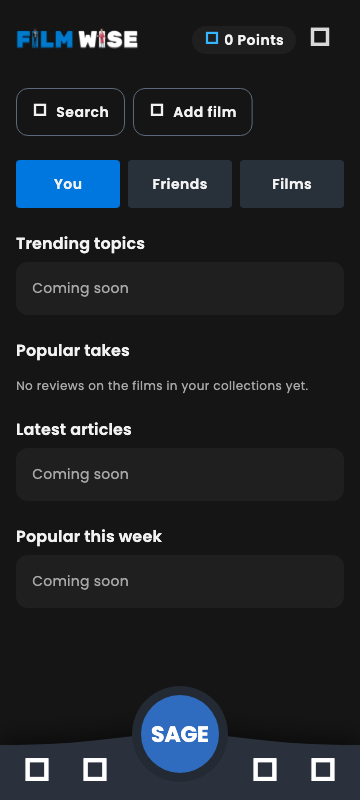 FILM WISE
0 Points
Search
Add film
You
Friends
Films
Trending topics
Coming soon
Popular takes
No reviews on the films in your collections yet.
Latest articles
Coming soon
Popular this week
Coming soon
SAGE